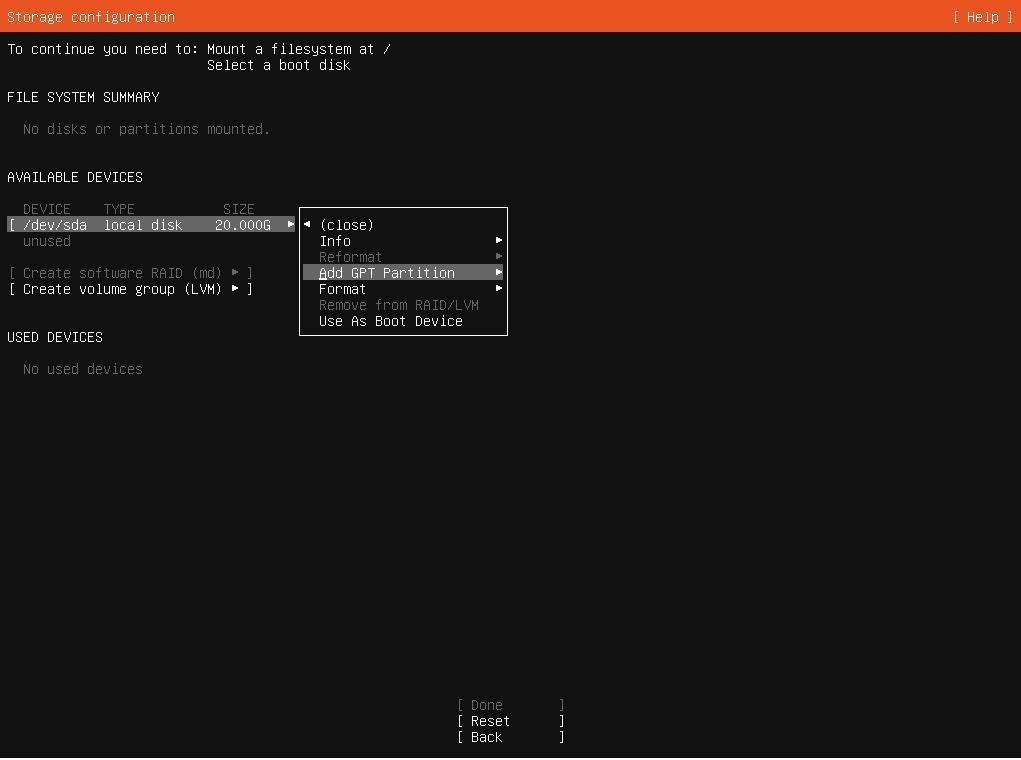 Storage configuration [ Help ]
To continue you need to: Mount a filesystem at /
Select a boot disk
FILE SYSTEM SUMMARY
No disks or partitions mounted.
AVAILABLE DEVICES
DEVICE TYPE SIZE
[ /dev/sda local disk 20.000G ▸
unused
[ Create software RAID (md) ▸ ]
[ Create volume group (LVM) ▸ ]
◂ (close)
Info ▸
Reformat ▸
Add GPT Partition ▸
Format ▸
Remove from RAID/LVM
Use As Boot Device
USED DEVICES
No used devices
[ Done ]
[ Reset ]
[ Back ]